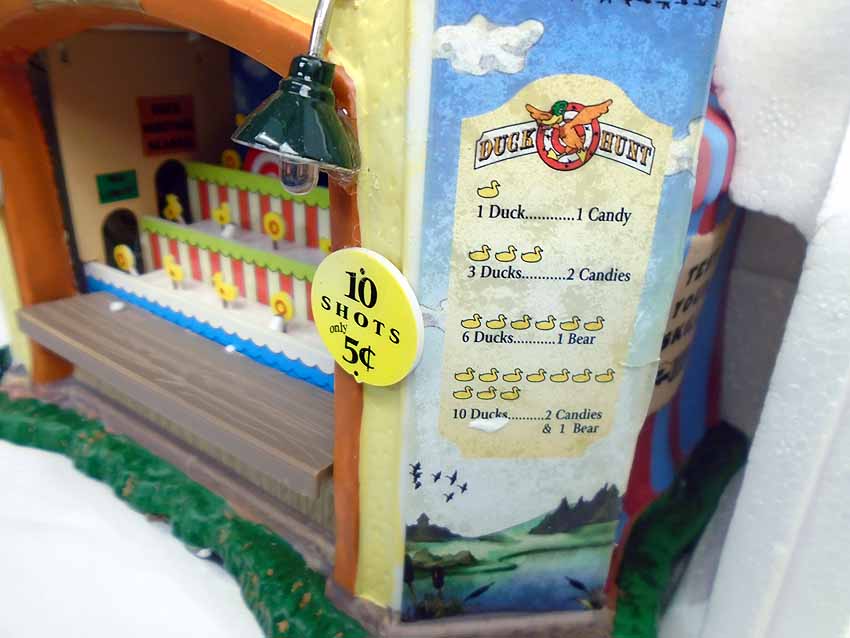 10
SHOTS
only
5¢
DUCK HUNT
1 Duck............1 Candy
3 Ducks...........2 Candies
6 Ducks...........1 Bear
10 Ducks..........2 Candies
& 1 Bear
YOUR